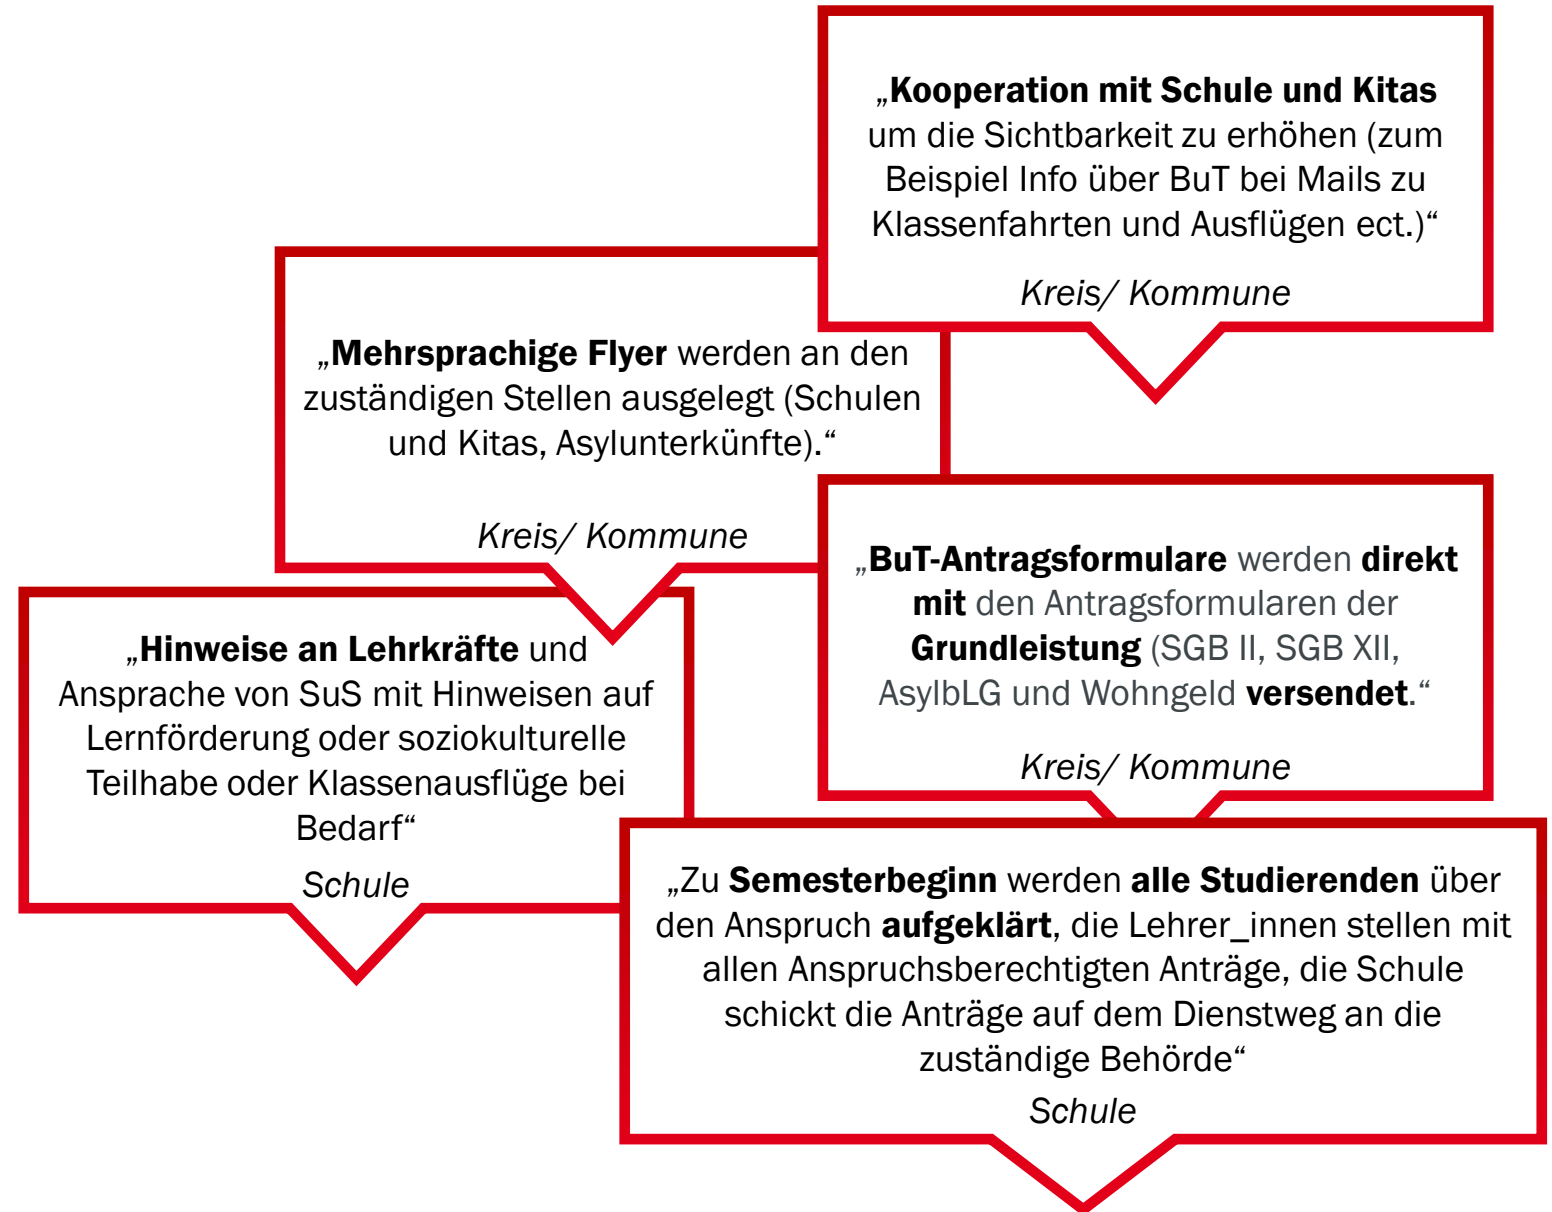 „Kooperation mit Schule und Kitas
um die Sichtbarkeit zu erhöhen (zum
Beispiel Info über BuT bei Mails zu
Klassenfahrten und Ausflügen ect.)“
Kreis/ Kommune
„Mehrsprachige Flyer werden an den
zuständigen Stellen ausgelegt (Schulen
und Kitas, Asylunterkünfte).“
Kreis/ Kommune
„BuT-Antragsformulare werden direkt
mit den Antragsformularen der
Grundleistung (SGB II, SGB XII,
AsylbLG und Wohngeld versendet.“
Kreis/ Kommune
„Hinweise an Lehrkräfte und
Ansprache von SuS mit Hinweisen auf
Lernförderung oder soziokulturelle
Teilhabe oder Klassenausflüge bei
Bedarf“
Schule
„Zu Semesterbeginn werden alle Studierenden über
den Anspruch aufgeklärt, die Lehrer_innen stellen mit
allen Anspruchsberechtigten Anträge, die Schule
schickt die Anträge auf dem Dienstweg an die
zuständige Behörde“
Schule